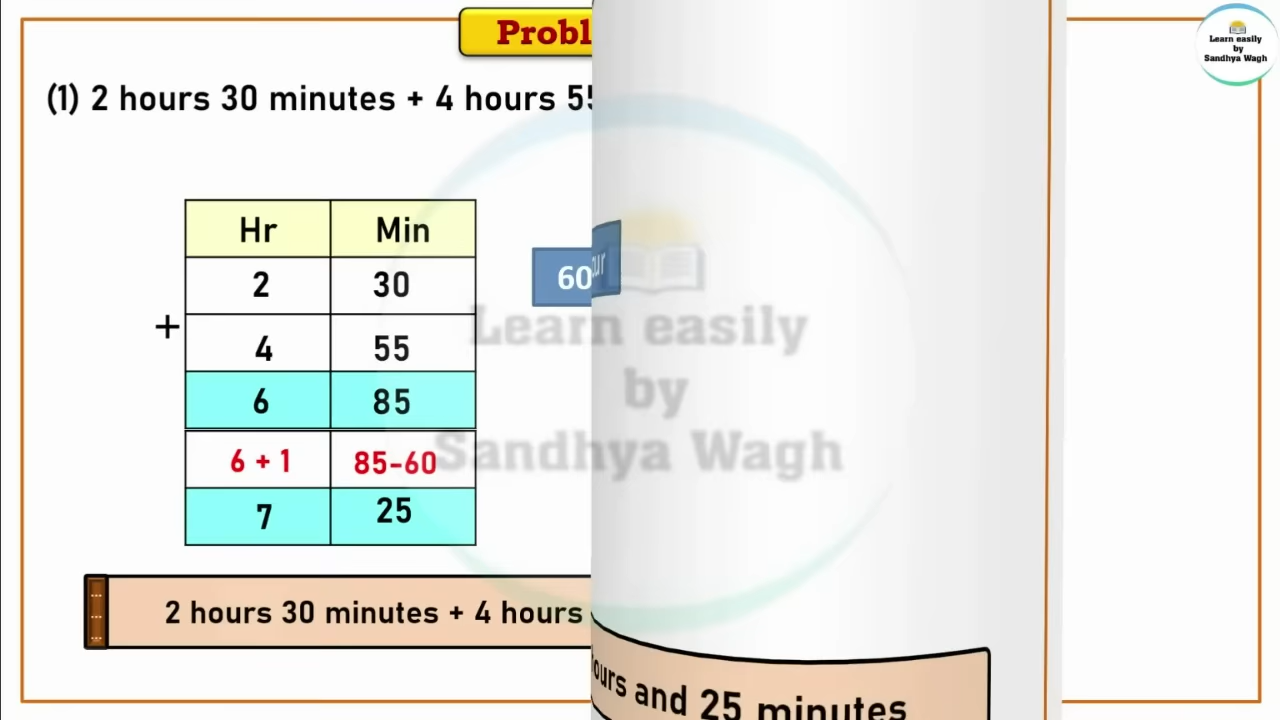 Probl
Learn easily
by
Sandhya Wagh
(1) 2 hours 30 minutes + 4 hours 55
Hr Min
2 30
+
4 55
6 85
6 + 1 85-60
7 25
60
our
Learn easily
by
Sandhya Wagh
2 hours 30 minutes + 4 hours
ours and 25 minutes